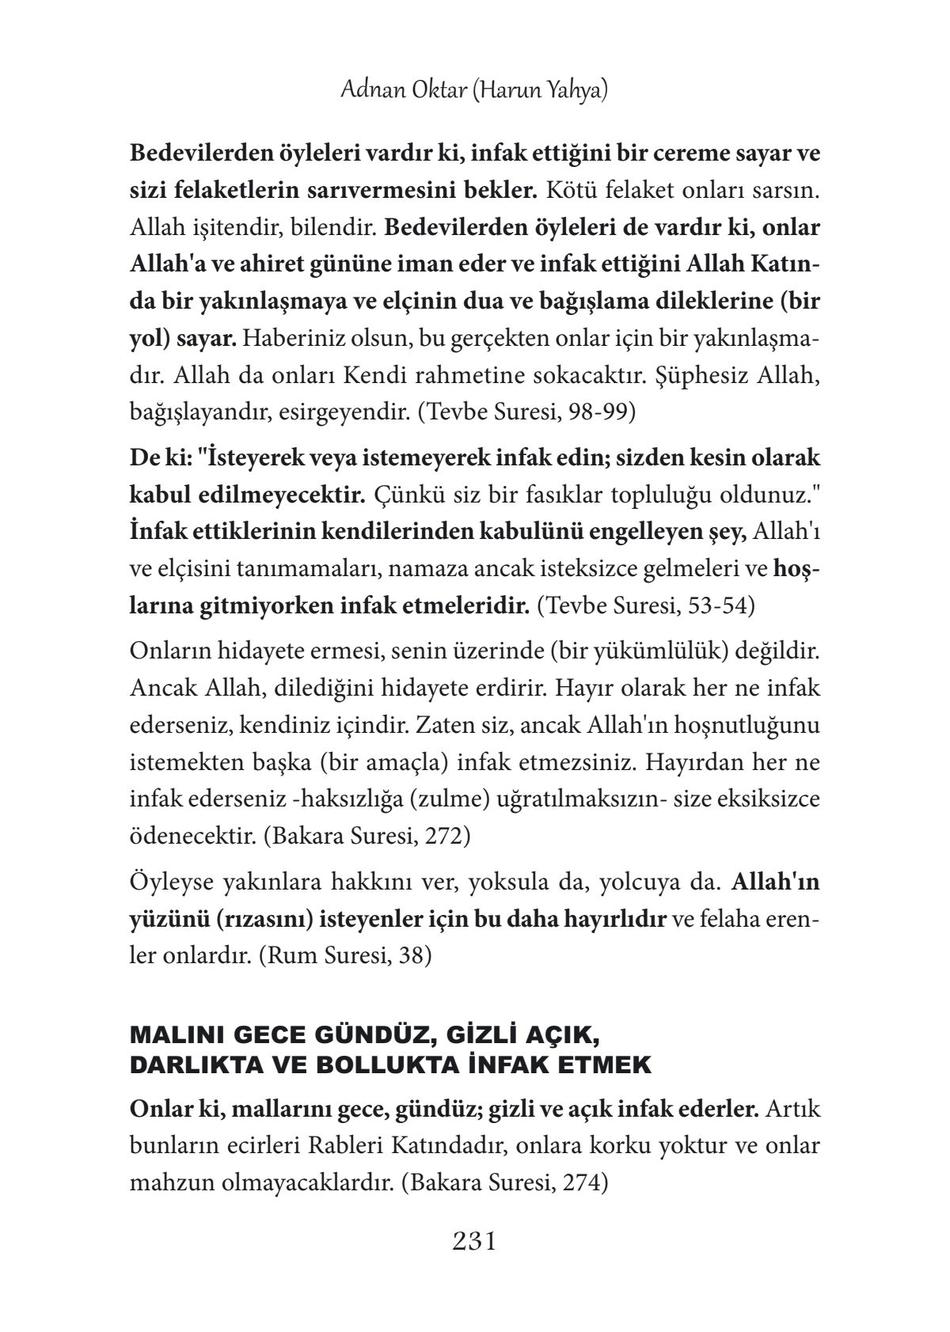 Adnan Oktar (Harun Yahya)
Bedevilerden öyleleri vardır ki, infak ettiğini bir cereme sayar ve
sizi felaketlerin sarıvermesini bekler. Kötü felaket onları sarsın.
Allah işitendir, bilendir. Bedevilerden öyleleri de vardır ki, onlar
Allah'a ve ahiret gününe iman eder ve infak ettiğini Allah Katın-
da bir yakınlaşmaya ve elçinin dua ve bağışlama dileklerine (bir
yol) sayar. Haberiniz olsun, bu gerçekten onlar için bir yakınlaşma-
dır. Allah da onları Kendi rahmetine sokacaktır. Şüphesiz Allah,
bağışlayandır, esirgeyendir. (Tevbe Suresi, 98-99)
De ki: "İsteyerek veya istemeyerek infak edin; sizden kesin olarak
kabul edilmeyecektir. Çünkü siz bir fasıklar topluluğu oldunuz."
İnfak ettiklerinin kendilerinden kabulünü engelleyen şey, Allah'ı
ve elçisini tanımamaları, namaza ancak isteksizce gelmeleri ve hoş-
larına gitmiyorken infak etmeleridir. (Tevbe Suresi, 53-54)
Onların hidayete ermesi, senin üzerinde (bir yükümlülük) değildir.
Ancak Allah, dilediğini hidayete erdirir. Hayır olarak her ne infak
ederseniz, kendiniz içindir. Zaten siz, ancak Allah'ın hoşnutluğunu
istemekten başka (bir amaçla) infak etmezsiniz. Hayırdan her ne
infak ederseniz -haksızlığa (zulme) uğratılmaksızın- size eksiksizce
ödenecektir. (Bakara Suresi, 272)
Öyleyse yakınlara hakkını ver, yoksula da, yolcuya da. Allah'ın
yüzünü (rızasını) isteyenler için bu daha hayırlıdır ve felaha eren-
ler onlardır. (Rum Suresi, 38)
MALINI GECE GÜNDÜZ, GİZLİ AÇIK,
DARLIKTA VE BOLLUKTA İNFAK ETMEK
Onlar ki, mallarını gece, gündüz; gizli ve açık infak ederler. Artık
bunların ecirleri Rableri Katındadır, onlara korku yoktur ve onlar
mahzun olmayacaklardır. (Bakara Suresi, 274)
231